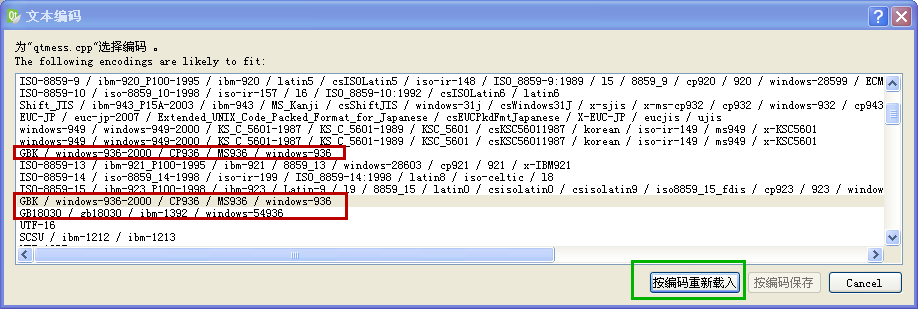 文本编码
为"qtmess.cpp"选择编码 。
The following encodings are likely to fit:
ISO-8859-9 / ibm-920_P100-1995 / ibm-920 / latin5 / csISOLatin5 / iso-ir-148 / ISO_8859-9:1989 / l5 / 8859_9 / cp920 / 920 / windows-28599 / ECM
ISO-8859-10 / iso-8859_10-1998 / iso-ir-157 / l6 / ISO_8859-10:1992 / csISOLatin6 / latin6
Shift_JIS / ibm-943_P15A-2003 / ibm-943 / MS_Kanji / csShiftJIS / windows-31j / csWindows31J / x-sjis / x-ms-cp932 / cp932 / windows-932 / cp943
EUC-JP / euc-jp-2007 / Extended_UNIX_Code_Packed_Format_for_Japanese / csEUCPkdFmtJapanese / X-EUC-JP / eucjis / ujis
windows-949 / windows-949-2000 / KS_C_5601-1987 / KS_C_5601-1989 / KSC_5601 / csKSC56011987 / korean / iso-ir-149 / ms949 / x-KSC5601
windows-949 / windows-949-2000 / KS_C_5601-1987 / KS_C_5601-1989 / KSC_5601 / csKSC56011987 / korean / iso-ir-149 / ms949 / x-KSC5601
GBK / windows-936-2000 / CP936 / MS936 / windows-936
ISO-8859-13 / ibm-921_P100-1995 / ibm-921 / 8859_13 / windows-28603 / cp921 / 921 / x-IBM921
ISO-8859-14 / iso-8859_14-1998 / iso-ir-199 / ISO_8859-14:1998 / latin8 / iso-celtic / l8
ISO-8859-15 / ibm-923_P100-1998 / ibm-923 / Latin-9 / l9 / 8859_15 / latin0 / csisolatin0 / csisolatin9 / iso8859_15_fdis / cp923 / 923 / window
GBK / windows-936-2000 / CP936 / MS936 / windows-936
GB18030 / gb18030 / ibm-1392 / windows-54936
UTF-16
SCSU / ibm-1212 / ibm-1213
按编码重新载入
按编码保存
Cancel